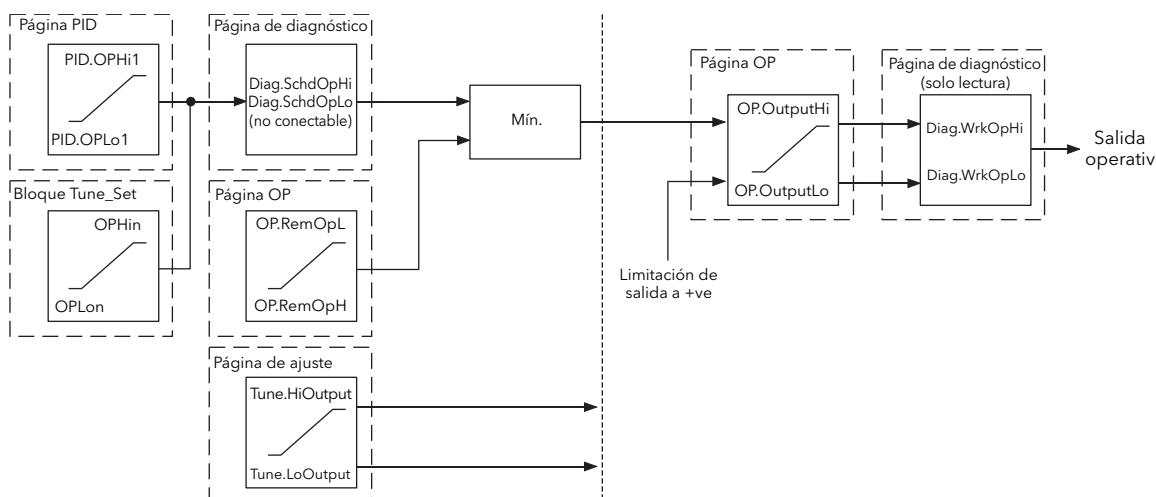 Página PID
PID.OPHi1
PID.OPLo1
Bloque Tune_Set
OPHin
OPLon
Página de diagnóstico
Diag.SchdOpHi
Diag.SchdOpLo
(no conectable)
Página OP
OP.RemOpL
OP.RemOpH
Página de ajuste
Tune.HiOutput
Tune.LoOutput
Mín.
Página OP
OP.OutputHi
OP.OutputLo
Limitación de
salida a +ve
Página de diagnóstico
(solo lectura)
Diag.WrkOpHi
Diag.WrkOpLo
Salida
operativ